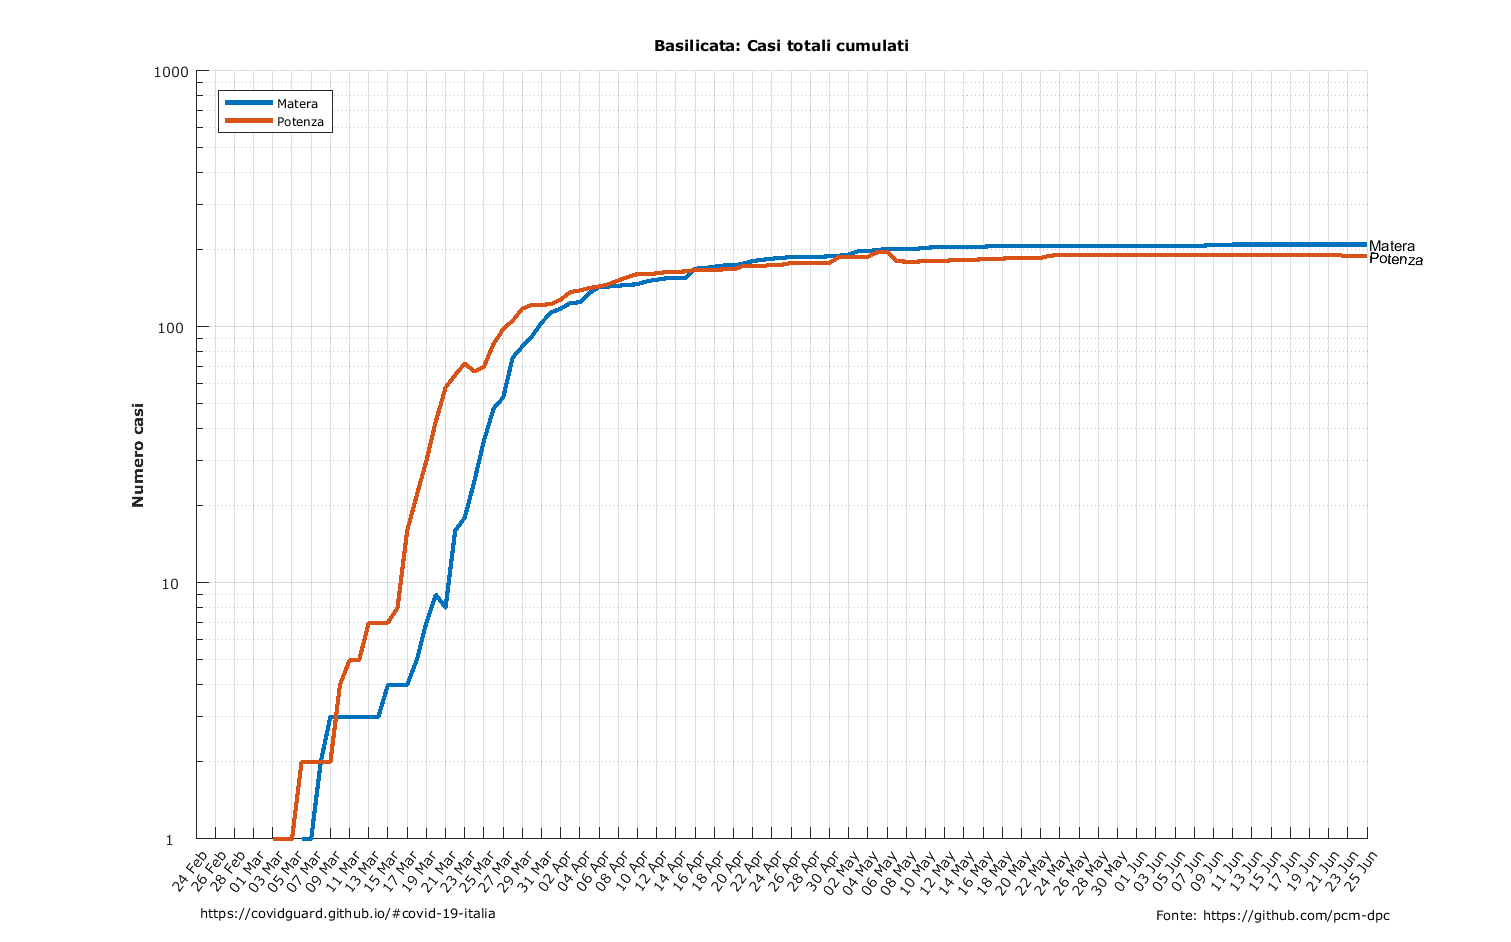 Basilicata: Casi totali cumulati
1000
100
10
1
Numero casi
Matera
Potenza
Matera
Potenza
24 Feb
26 Feb
28 Feb
01 Mar
03 Mar
05 Mar
07 Mar
09 Mar
11 Mar
13 Mar
15 Mar
17 Mar
19 Mar
21 Mar
23 Mar
25 Mar
27 Mar
29 Mar
31 Mar
02 Apr
04 Apr
06 Apr
08 Apr
10 Apr
12 Apr
14 Apr
16 Apr
18 Apr
20 Apr
22 Apr
24 Apr
26 Apr
28 Apr
30 Apr
02 May
04 May
06 May
08 May
10 May
12 May
14 May
16 May
18 May
20 May
22 May
24 May
26 May
28 May
30 May
01 Jun
03 Jun
05 Jun
07 Jun
09 Jun
11 Jun
13 Jun
15 Jun
17 Jun
19 Jun
21 Jun
23 Jun
25 Jun
https://covidguard.github.io/#covid-19-italia
Fonte: https://github.com/pcm-dpc